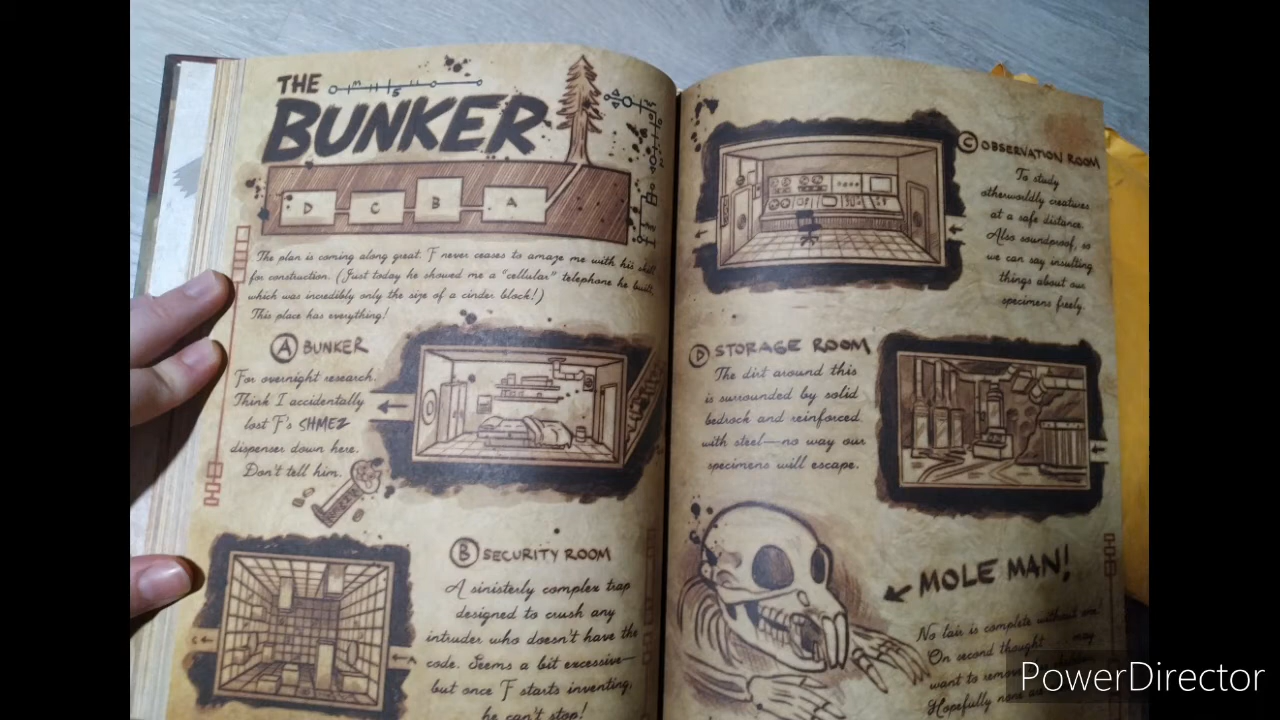 THE
BUNKER
D C B A
The plan is coming along great. F never ceases to amaze me with his skill
for construction. (Just today he showed me a "cellular" telephone he built,
which was incredibly only the size of a cinder block!)
This place has everything!
A BUNKER
For overnight research.
Think I accidentally
lost F's SHMEZ
dispenser down here.
Don't tell him.
B SECURITY ROOM
A sinisterly complex trap
designed to crush any
intruder who doesn't have the
code. Seems a bit excessive—
but once F starts inventing,
he can't stop!
C←
←A
C OBSERVATION ROOM
To study
otherworldly creatures
at a safe distance.
Also soundproof, so
we can say insulting
things about our
specimens freely.
D STORAGE ROOM
The dirt around this
is surrounded by solid
bedrock and reinforced
with steel—no way our
specimens will escape.
MOLE MAN!
No lair is complete without one!
On second thought . . . may
want to remove
Hopefully
PowerDirector